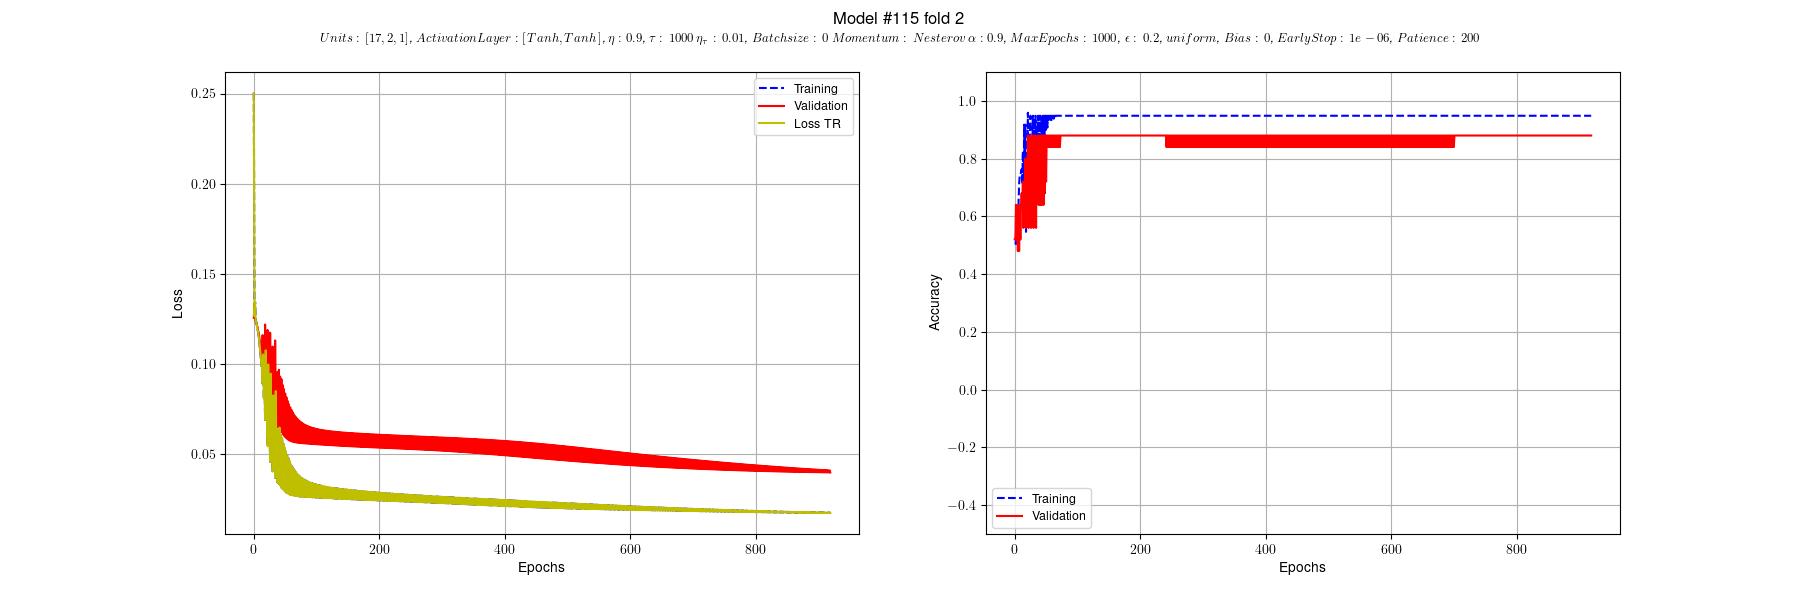 Model #115 fold 2
Units : [17, 2, 1], ActivationLayer : [Tanh, Tanh], η : 0.9, τ : 1000 η_τ : 0.01, Batchsize : 0 Momentum : Nesterov α : 0.9, MaxEpochs : 1000, ϵ : 0.2, uniform, Bias : 0, EarlyStop : 1e − 06, Patience : 200
Loss
0.25
0.20
0.15
0.10
0.05
Training
Validation
Loss TR
0 200 400 600 800
Epochs
Accuracy
1.0
0.8
0.6
0.4
0.2
0.0
−0.2
−0.4
Training
Validation
0 200 400 600 800
Epochs